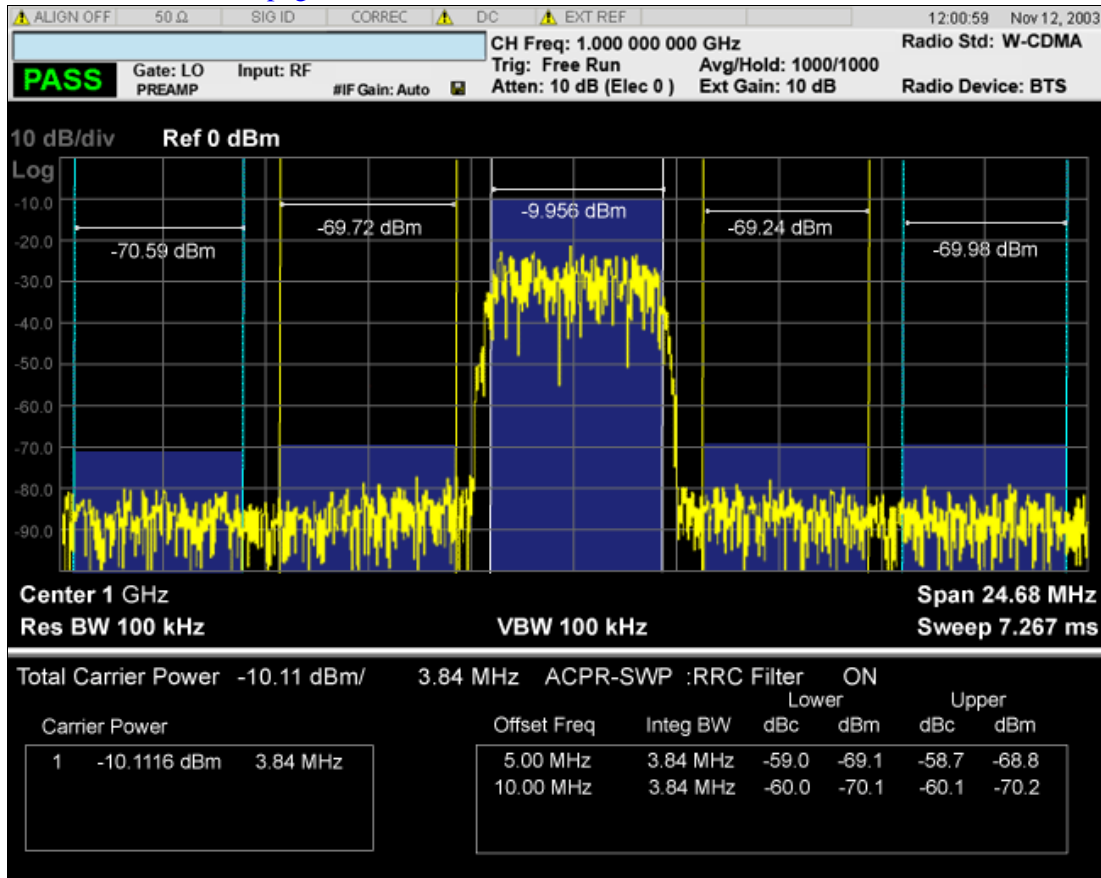 ALIGN OFF 50 Ω SIG ID CORREC DC EXT REF 12:00:59 Nov 12, 2003
CH Freq: 1.000 000 000 GHz Radio Std: W-CDMA
PASS Gate: LO Input: RF Trig: Free Run Avg/Hold: 1000/1000
PREAMP #IF Gain: Auto Atten: 10 dB (Elec 0 ) Ext Gain: 10 dB Radio Device: BTS
10 dB/div Ref 0 dBm
Log
-10.0
-9.956 dBm
-69.72 dBm -69.24 dBm
-20.0
-70.59 dBm -69.98 dBm
-30.0
-40.0
-50.0
-60.0
-70.0
-80.0
-90.0
Center 1 GHz Span 24.68 MHz
Res BW 100 kHz VBW 100 kHz Sweep 7.267 ms
Total Carrier Power -10.11 dBm/ 3.84 MHz ACPR-SWP :RRC Filter ON
Lower Upper
Carrier Power Offset Freq Integ BW dBc dBm dBc dBm
1 -10.1116 dBm 3.84 MHz 5.00 MHz 3.84 MHz -59.0 -69.1 -58.7 -68.8
10.00 MHz 3.84 MHz -60.0 -70.1 -60.1 -70.2